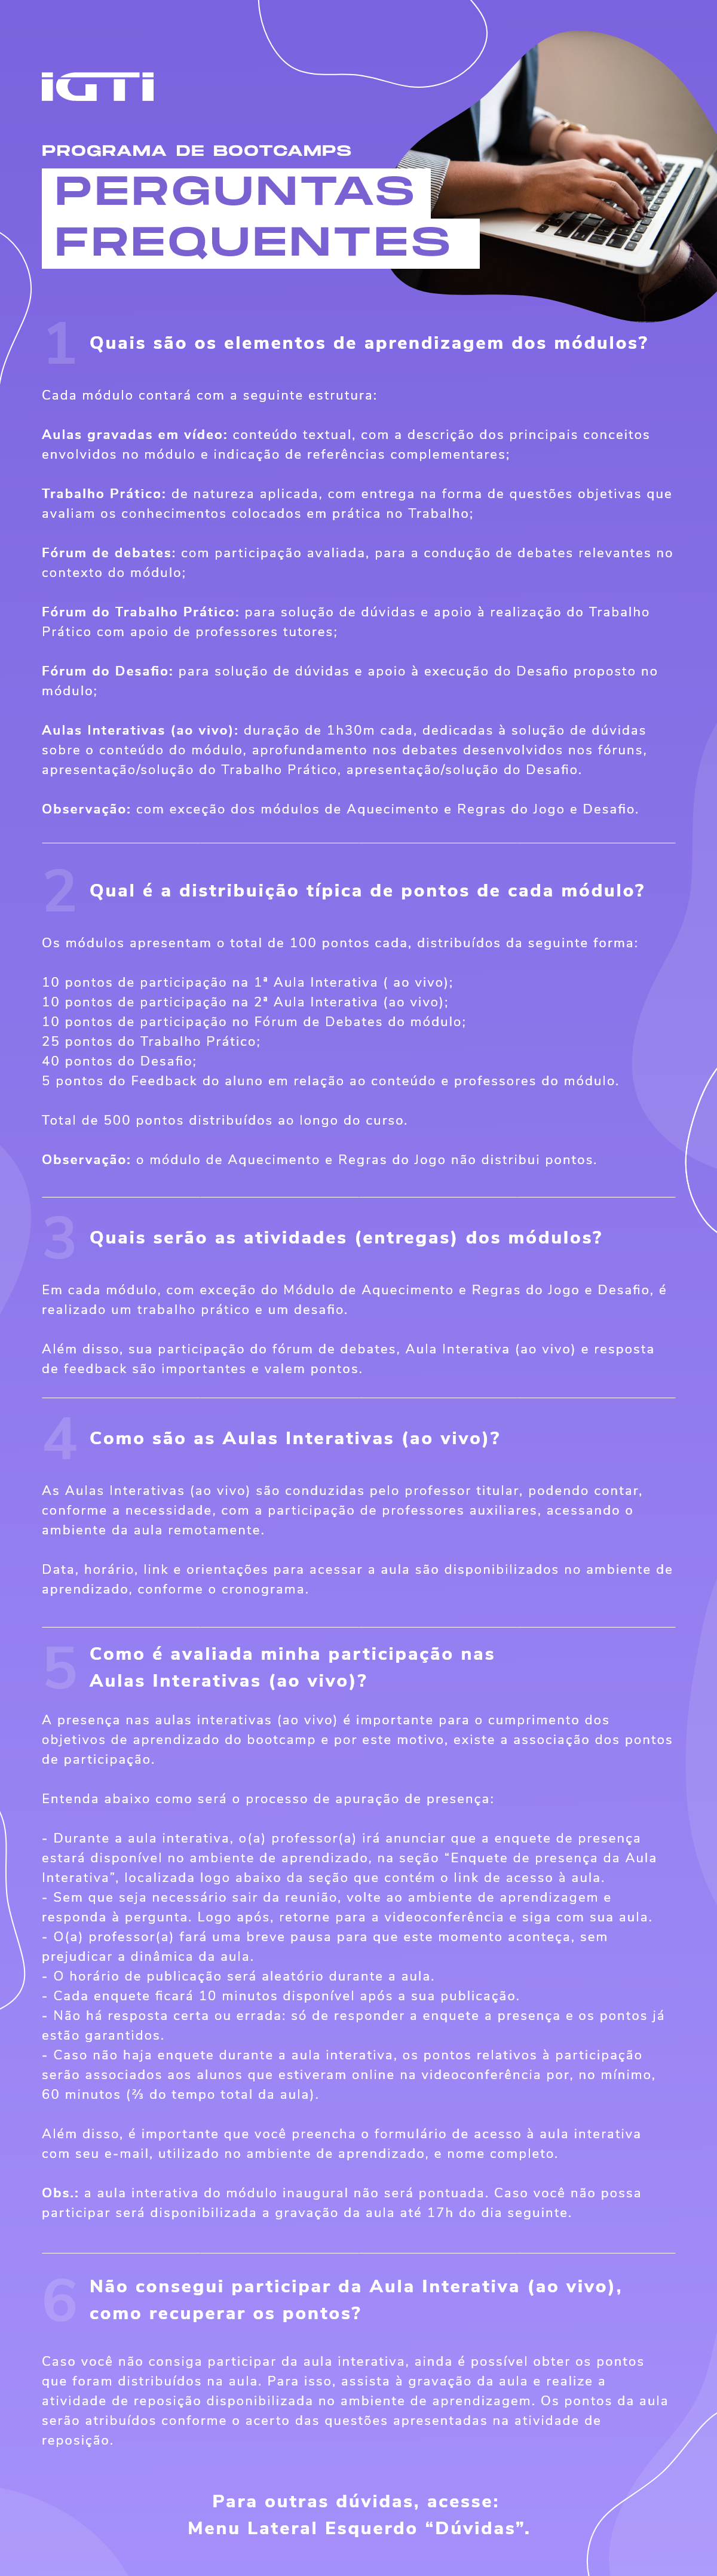 iGTi
PROGRAMA DE BOOTCAMPS
PERGUNTAS
FREQUENTES
1 Quais são os elementos de aprendizagem dos módulos?
Cada módulo contará com a seguinte estrutura:
Aulas gravadas em vídeo: conteúdo textual, com a descrição dos principais conceitos
envolvidos no módulo e indicação de referências complementares;
Trabalho Prático: de natureza aplicada, com entrega na forma de questões objetivas que
avaliam os conhecimentos colocados em prática no Trabalho;
Fórum de debates: com participação avaliada, para a condução de debates relevantes no
contexto do módulo;
Fórum do Trabalho Prático: para solução de dúvidas e apoio à realização do Trabalho
Prático com apoio de professores tutores;
Fórum do Desafio: para solução de dúvidas e apoio à execução do Desafio proposto no
módulo;
Aulas Interativas (ao vivo): duração de 1h30m cada, dedicadas à solução de dúvidas
sobre o conteúdo do módulo, aprofundamento nos debates desenvolvidos nos fóruns,
apresentação/solução do Trabalho Prático, apresentação/solução do Desafio.
Observação: com exceção dos módulos de Aquecimento e Regras do Jogo e Desafio.
2 Qual é a distribuição típica de pontos de cada módulo?
Os módulos apresentam o total de 100 pontos cada, distribuídos da seguinte forma:
10 pontos de participação na 1ª Aula Interativa ( ao vivo);
10 pontos de participação na 2ª Aula Interativa (ao vivo);
10 pontos de participação no Fórum de Debates do módulo;
25 pontos do Trabalho Prático;
40 pontos do Desafio;
5 pontos do Feedback do aluno em relação ao conteúdo e professores do módulo.
Total de 500 pontos distribuídos ao longo do curso.
Observação: o módulo de Aquecimento e Regras do Jogo não distribui pontos.
3 Quais serão as atividades (entregas) dos módulos?
Em cada módulo, com exceção do Módulo de Aquecimento e Regras do Jogo e Desafio, é
realizado um trabalho prático e um desafio.
Além disso, sua participação do fórum de debates, Aula Interativa (ao vivo) e resposta
de feedback são importantes e valem pontos.
4 Como são as Aulas Interativas (ao vivo)?
As Aulas Interativas (ao vivo) são conduzidas pelo professor titular, podendo contar,
conforme a necessidade, com a participação de professores auxiliares, acessando o
ambiente da aula remotamente.
Data, horário, link e orientações para acessar a aula são disponibilizados no ambiente de
aprendizado, conforme o cronograma.
5 Como é avaliada minha participação nas
Aulas Interativas (ao vivo)?
A presença nas aulas interativas (ao vivo) é importante para o cumprimento dos
objetivos de aprendizado do bootcamp e por este motivo, existe a associação dos pontos
de participação.
Entenda abaixo como será o processo de apuração de presença:
- Durante a aula interativa, o(a) professor(a) irá anunciar que a enquete de presença
estará disponível no ambiente de aprendizado, na seção “Enquete de presença da Aula
Interativa”, localizada logo abaixo da seção que contém o link de acesso à aula.
- Sem que seja necessário sair da reunião, volte ao ambiente de aprendizagem e
responda à pergunta. Logo após, retorne para a videoconferência e siga com sua aula.
- O(a) professor(a) fará uma breve pausa para que este momento aconteça, sem
prejudicar a dinâmica da aula.
- O horário de publicação será aleatório durante a aula.
- Cada enquete ficará 10 minutos disponível após a sua publicação.
- Não há resposta certa ou errada: só de responder a enquete a presença e os pontos já
estão garantidos.
- Caso não haja enquete durante a aula interativa, os pontos relativos à participação
serão associados aos alunos que estiveram online na videoconferência por, no mínimo,
60 minutos (⅔ do tempo total da aula).
Além disso, é importante que você preencha o formulário de acesso à aula interativa
com seu e-mail, utilizado no ambiente de aprendizado, e nome completo.
Obs.: a aula interativa do módulo inaugural não será pontuada. Caso você não possa
participar será disponibilizada a gravação da aula até 17h do dia seguinte.
6 Não consegui participar da Aula Interativa (ao vivo),
como recuperar os pontos?
Caso você não consiga participar da aula interativa, ainda é possível obter os pontos
que foram distribuídos na aula. Para isso, assista à gravação da aula e realize a
atividade de reposição disponibilizada no ambiente de aprendizagem. Os pontos da aula
serão atribuídos conforme o acerto das questões apresentadas na atividade de
reposição.
Para outras dúvidas, acesse:
Menu Lateral Esquerdo “Dúvidas”.